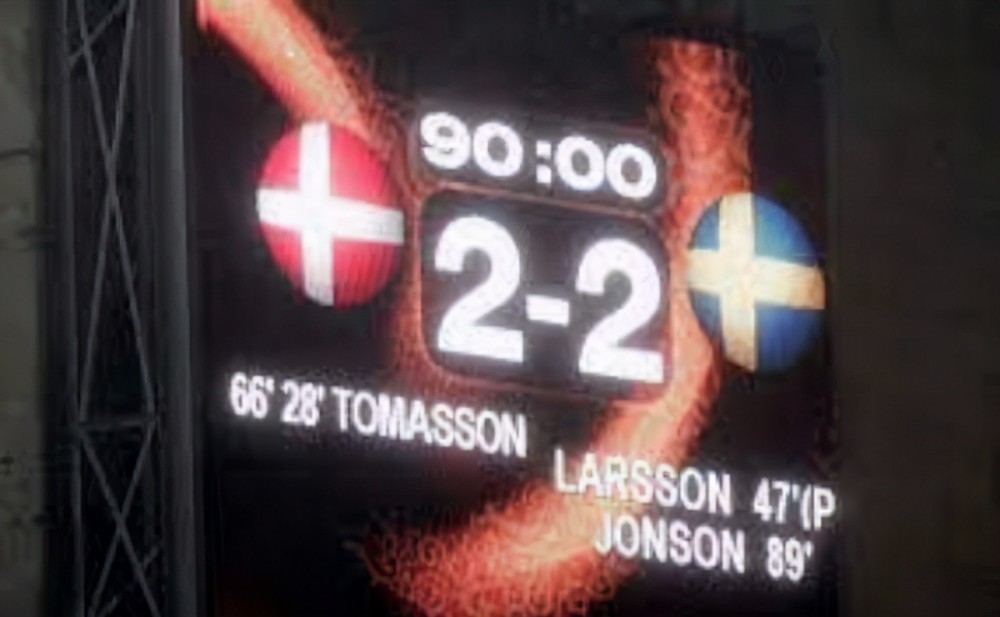 90:00
2-2
66' 28' TOMASSON
LARSSON 47'(P
JONSON 89'